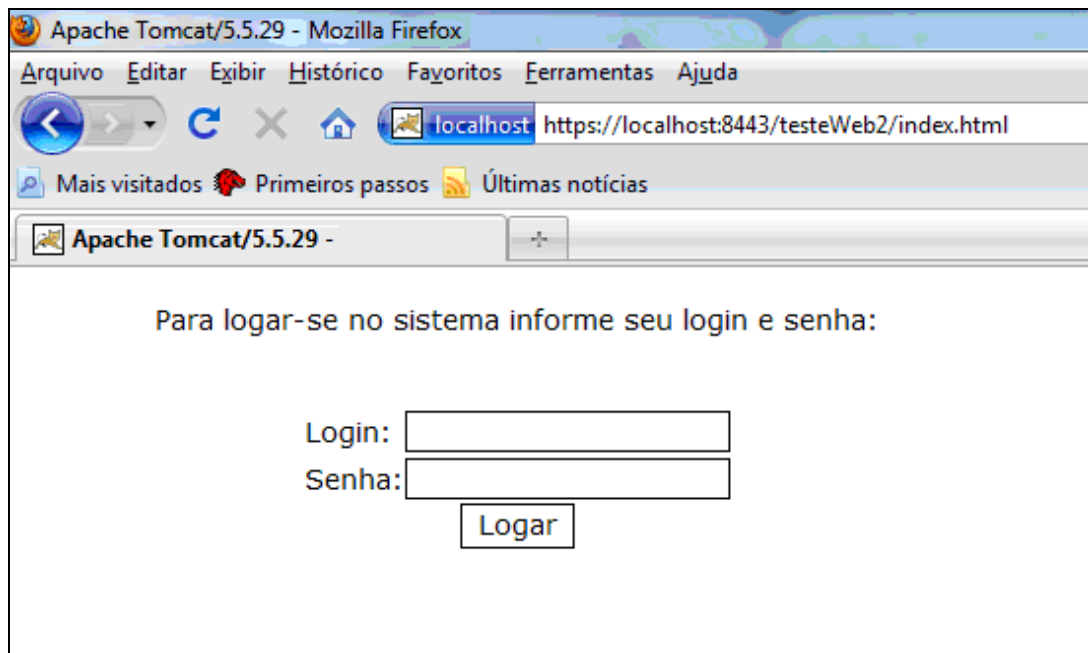 Apache Tomcat/5.5.29 - Mozilla Firefox
Arquivo Editar Exibir Histórico Favoritos Ferramentas Ajuda
localhost https://localhost:8443/testeWeb2/index.html
Mais visitados Primeiros passos Últimas notícias
Apache Tomcat/5.5.29 -
Para logar-se no sistema informe seu login e senha:
Login:
Senha:
Logar